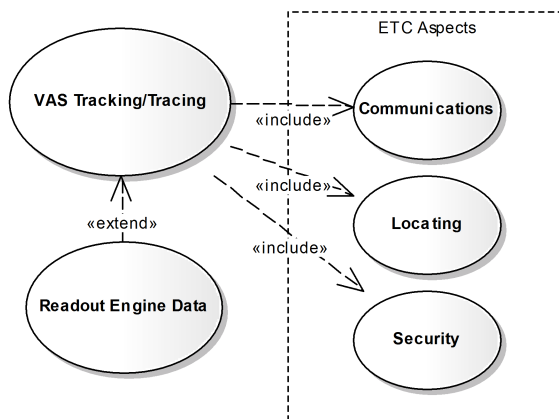 ETC Aspects
VAS Tracking/Tracing
Communications
«include»
«include»
Locating
«extend»
«include»
Readout Engine Data
Security